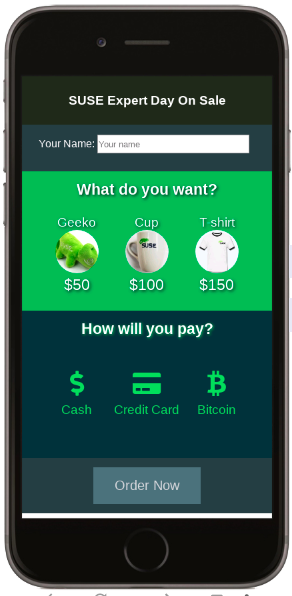 SUSE Expert Day On Sale
Your Name: Your name
What do you want?
Geeko Cup T-shirt
SUSE
$50 $100 $150
How will you pay?
Cash Credit Card Bitcoin
Order Now